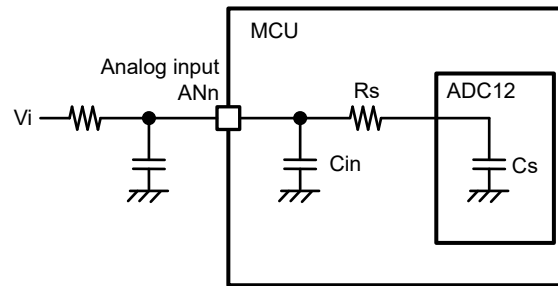 MCU
Analog input
ANn
Rs
ADC12
Vi
Cin
Cs